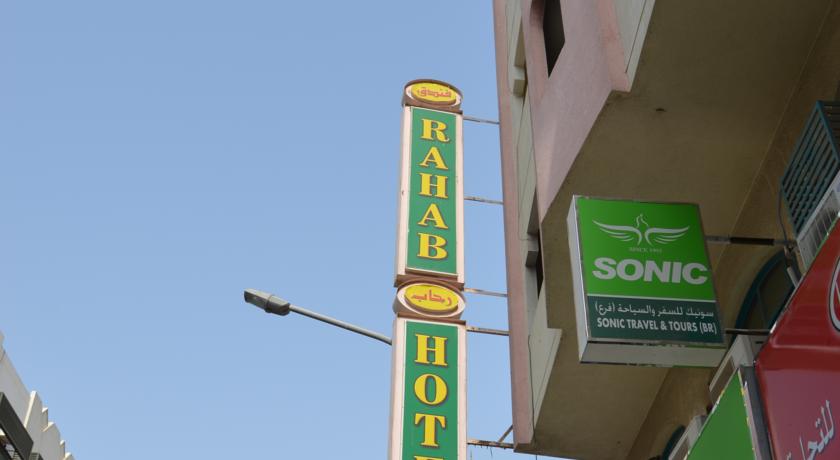 فندق
RAHAB
رحاب
HOT
SINCE 1993
SONIC
سونيك للسفر والسياحة (فرع)
SONIC TRAVEL & TOURS (BR)